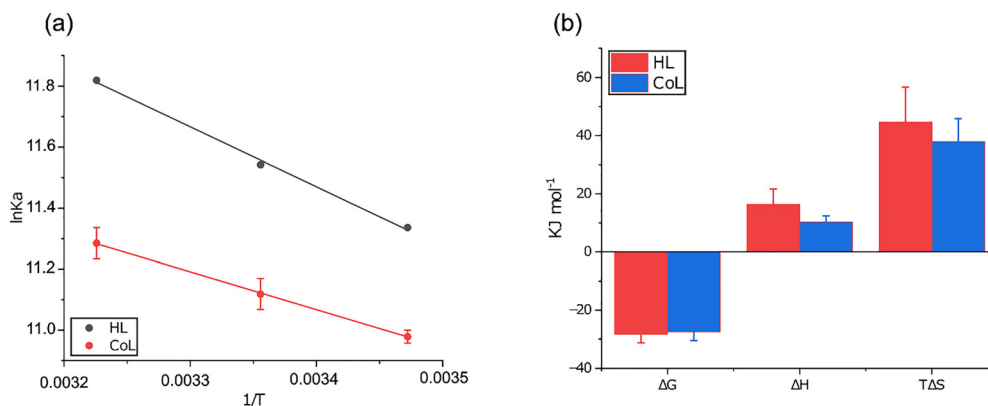 (a)
11.8
11.6
11.4
11.2
11.0
lnKa
HL
CoL
0.0032
0.0033
0.0034
0.0035
1/T
(b)
HL
CoL
60
40
20
0
−20
−40
KJ mol⁻¹
ΔG
ΔH
TΔS